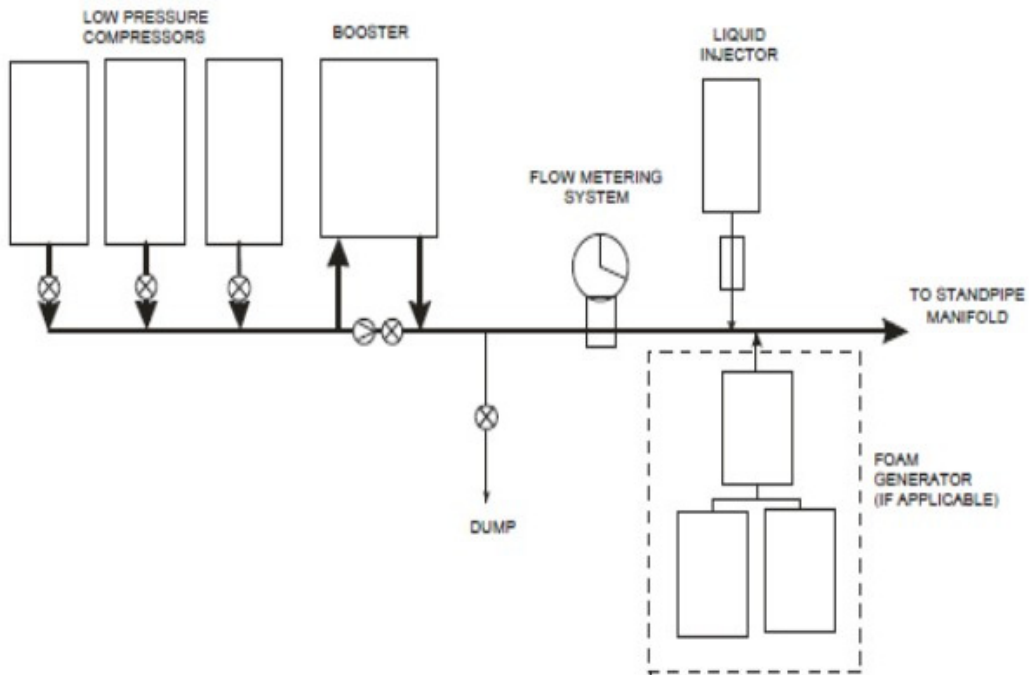 LOW PRESSURE
COMPRESSORS
BOOSTER
LIQUID
INJECTOR
FLOW METERING
SYSTEM
TO STANDPIPE
MANIFOLD
FOAM
GENERATOR
(IF APPLICABLE)
DUMP